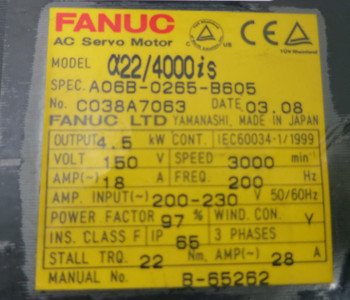 FANUC
AC Servo Motor
MODEL α22/4000is
SPEC. A06B-0265-B605
No. C038A7063 DATE 03.08
FANUC LTD YAMANASHI, MADE IN JAPAN
OUTPUT 4.5 kW CONT. IEC60034-1/1999
VOLT 150 V SPEED 3000 min⁻¹
AMP(~) 18 A FREQ. 200 Hz
AMP. INPUT(~) 200-230 V 50/60Hz
POWER FACTOR 97 % WIND. CON. Y
INS. CLASS F IP 65 3 PHASES
STALL TRQ. 22 Nm, AMP(~) 28 A
MANUAL No. B-65262